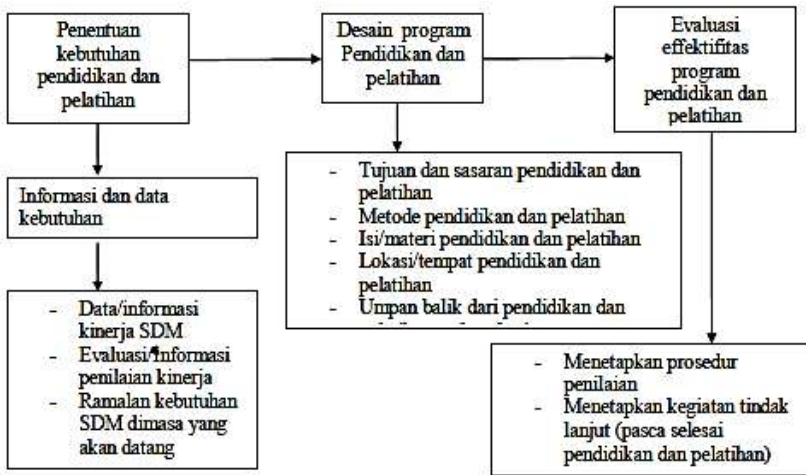 Penentuan
kebutuhan
pendidikan dan
pelatihan
Desain program
Pendidikan dan
pelatihan
Evaluasi
effektifitas
program
pendidikan dan
pelatihan
Informasi dan data
kebutuhan
- Tujuan dan sasaran pendidikan dan
pelatihan
- Metode pendidikan dan pelatihan
- Isi/materi pendidikan dan pelatihan
- Lokasi/tempat pendidikan dan
pelatihan
- Umpan balik dari pendidikan dan
- Data/informasi
kinerja SDM
- Evaluasi/Informasi
penilaian kinerja
- Ramalan kebutuhan
SDM dimasa yang
akan datang
- Menetapkan prosedur
penilaian
- Menetapkan kegiatan tindak
lanjut (pasca selesai
pendidikan dan pelatihan)